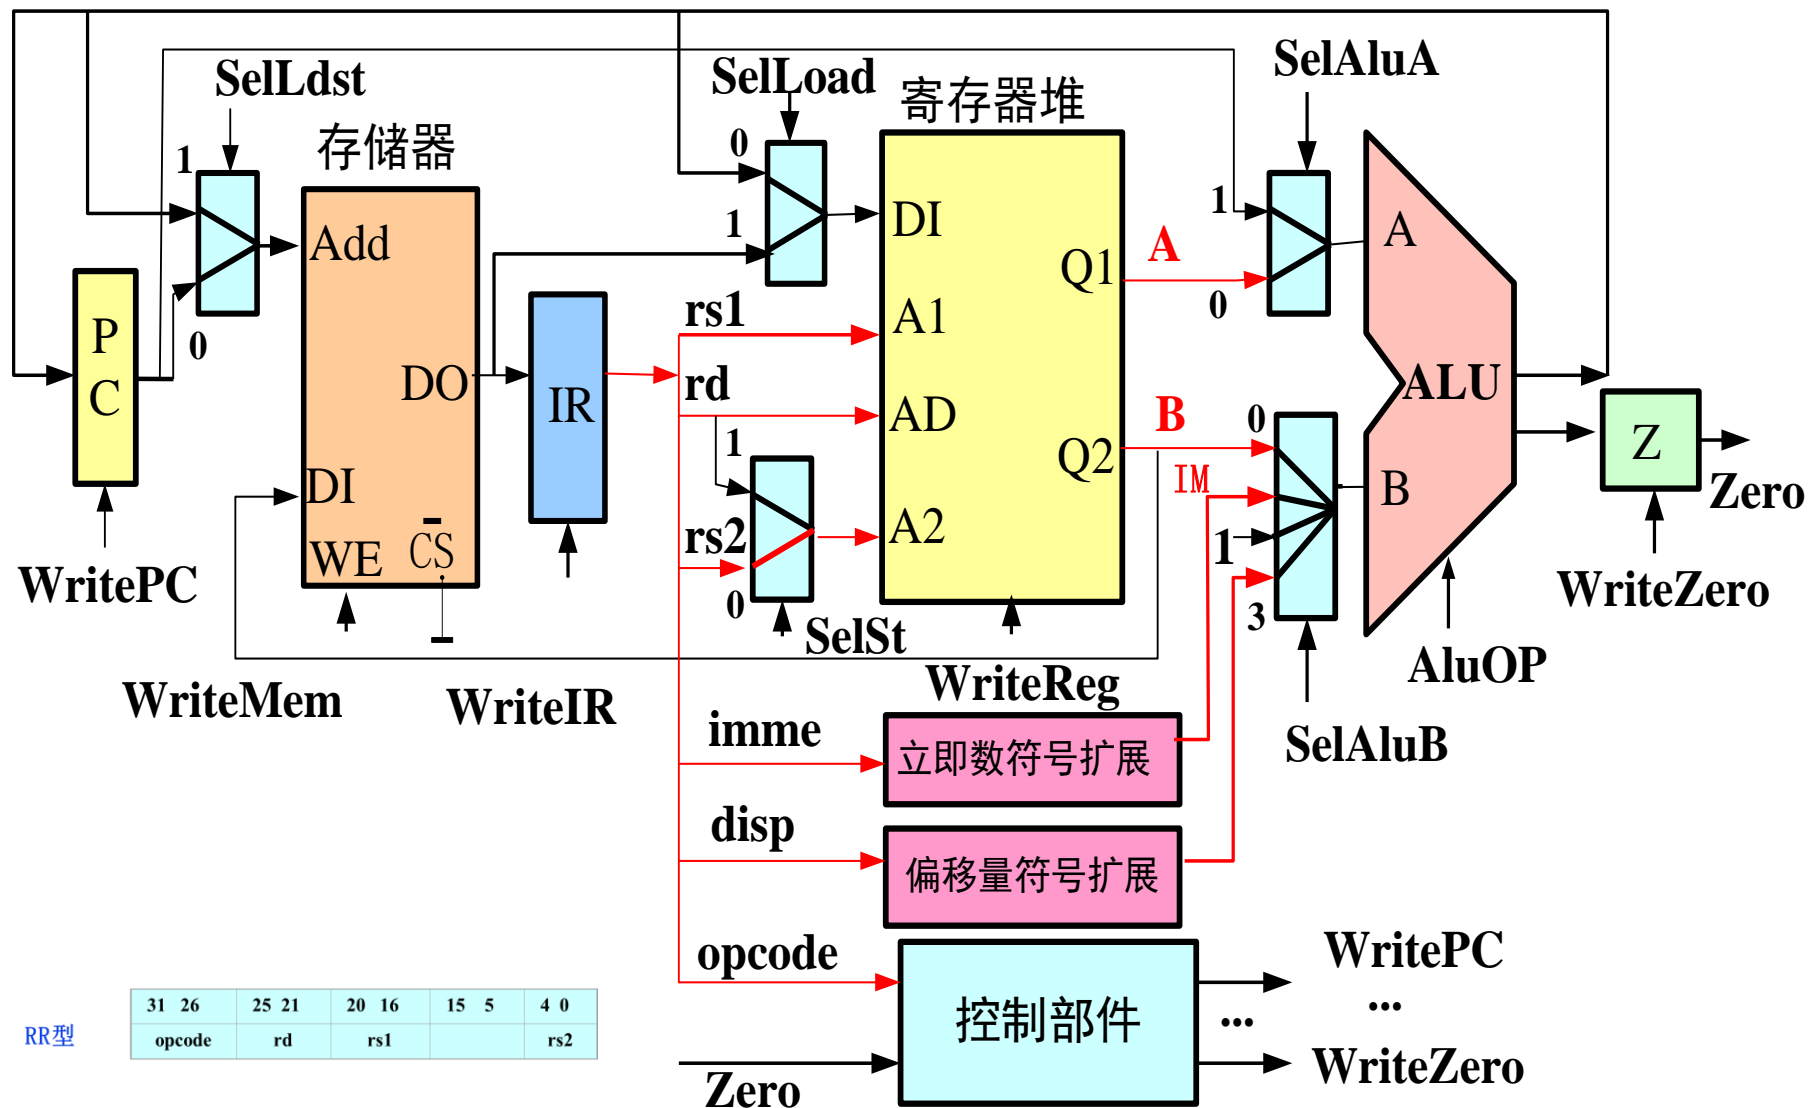 SelLdst
SelLoad
SelAluA
存储器
寄存器堆
1
0
Add
DI
A
Q1
1
A
1
0
P
C
0
rs1
A1
0
DO
IR
rd
AD
B
ALU
0
Z
1
Q2
IM
B
DI
Zero
rs2
A2
1
WE
CS
WritePC
0
3
WriteZero
SelSt
AluOP
WriteMem
WriteIR
WriteReg
SelAluB
imme
立即数符号扩展
disp
偏移量符号扩展
opcode
控制部件
WritePC
...
...
WriteZero
Zero
31 26 25 21 20 16 15 5 4 0
RR型 opcode rd rs1 rs2